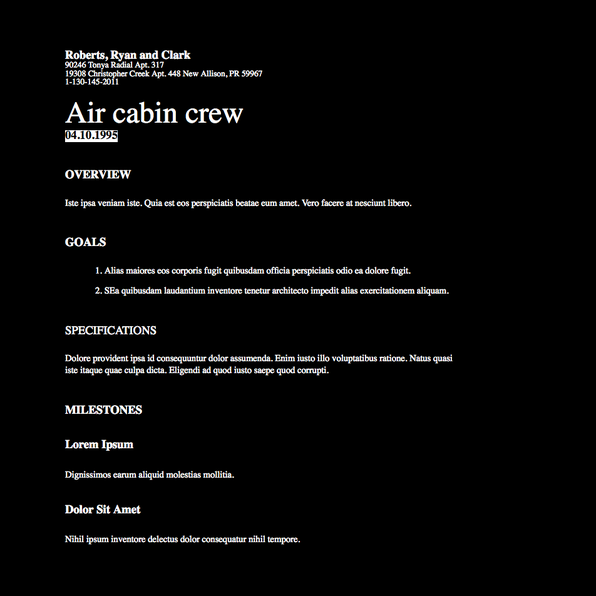 Roberts, Ryan and Clark
90246 Tonya Radial Apt. 317
19308 Christopher Creek Apt. 448 New Allison, PR 59967
1-130-145-2011
Air cabin crew
04.10.1995
OVERVIEW
Iste ipsa veniam iste. Quia est eos perspiciatis beatae eum amet. Vero facere at nesciunt libero.
GOALS
1. Alias maiores eos corporis fugit quibusdam officia perspiciatis odio ea dolore fugit.
2. SEa quibusdam laudantium inventore tenetur architecto impedit alias exercitationem aliquam.
SPECIFICATIONS
Dolore provident ipsa id consequuntur dolor assumenda. Enim iusto illo voluptatibus ratione. Natus quasi
iste itaque quae culpa dicta. Eligendi ad quod iusto saepe quod corrupti.
MILESTONES
Lorem Ipsum
Dignissimos earum aliquid molestias mollitia.
Dolor Sit Amet
Nihil ipsum inventore delectus dolor consequatur nihil tempore.